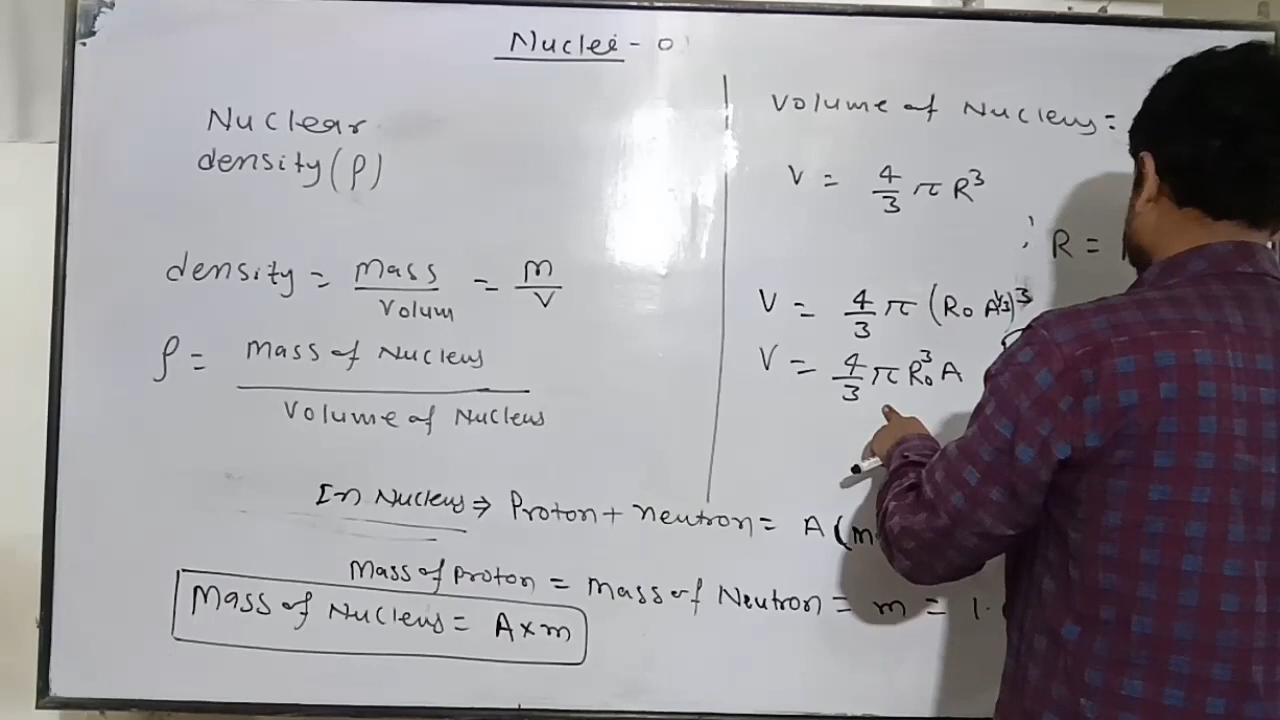 Nuclei - 0
Nuclear
density (ρ)
density = Mass / Volum = m / V
ρ = Mass of Nucleus / Volume of Nucleus
Volume of Nucleus =
V = 4/3 π R³
∵ R =
V = 4/3 π (R₀ A^1/3)³
V = 4/3 π R₀³ A
In Nucleus ⇒ Proton + neutron = A (m
Mass of Proton = Mass of Neutron = m = 1.
Mass of Nucleus = A × m